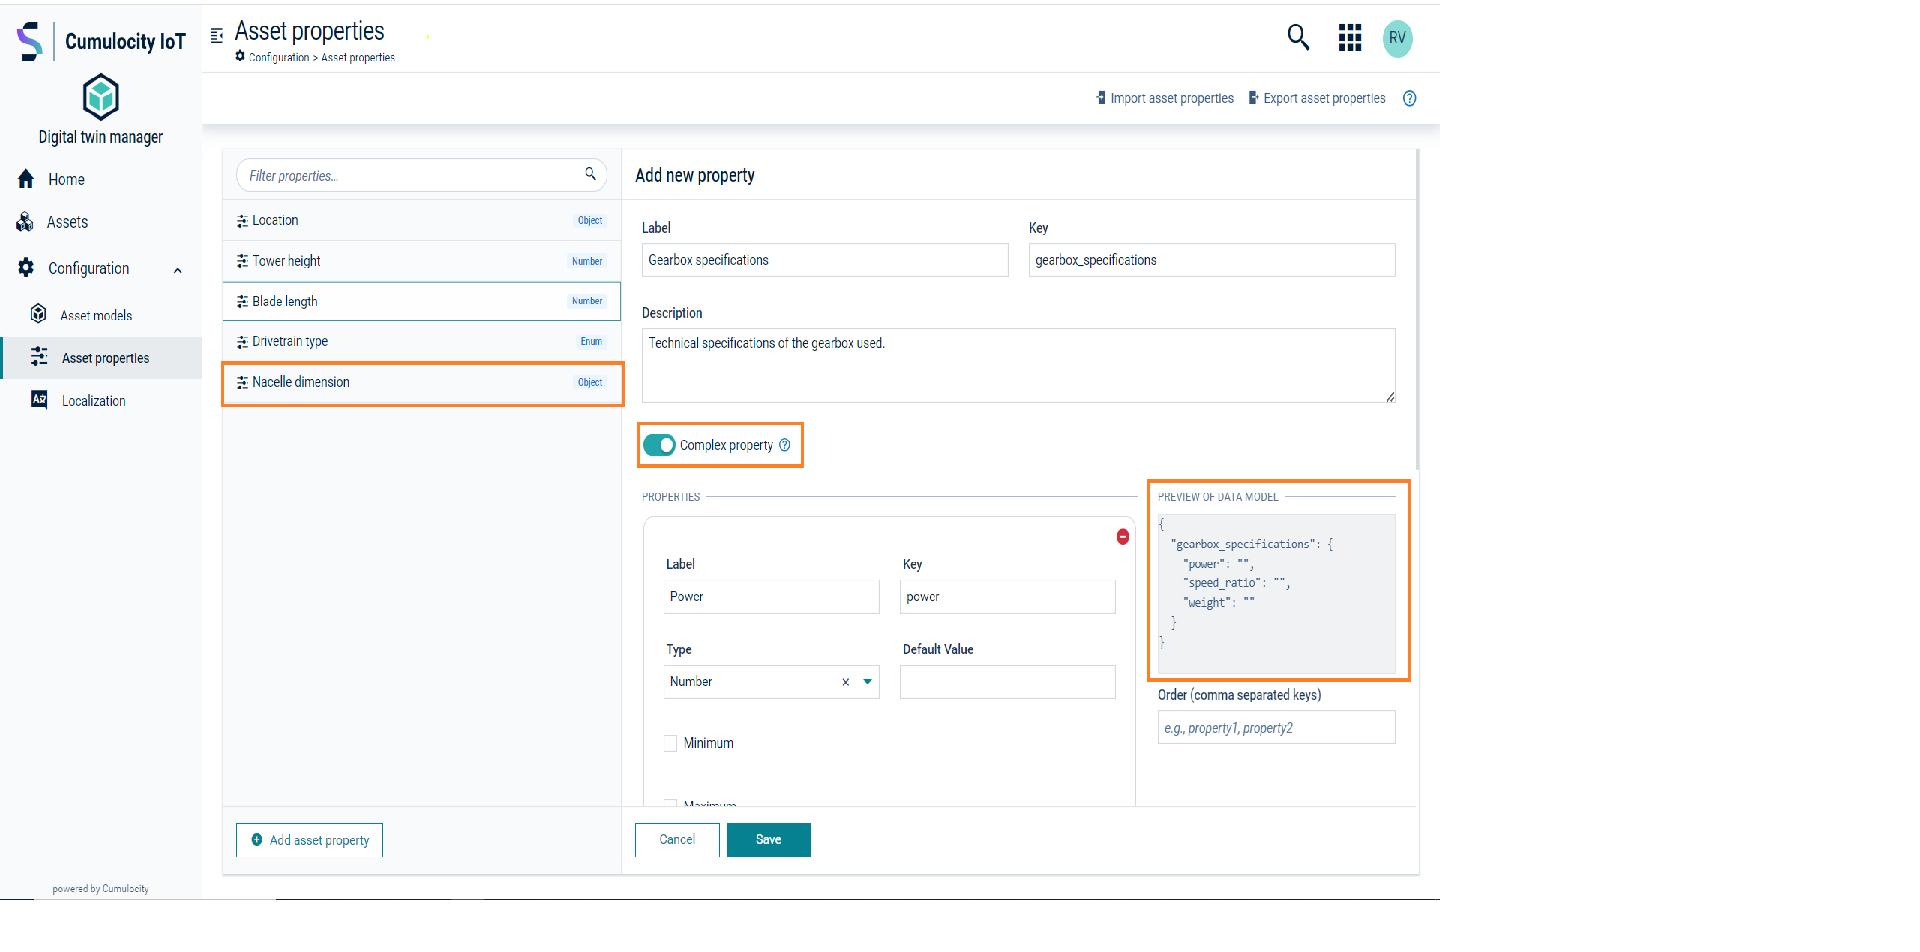 Cumulocity IoT
Digital twin manager
Home
Assets
Configuration
Asset models
Asset properties
Localization
powered by Cumulocity
Asset properties
Configuration > Asset properties
RV
Import asset properties
Export asset properties
Filter properties...
Location Object
Tower height Number
Blade length Number
Drivetrain type Enum
Nacelle dimension Object
Add asset property
Add new property
Label Key
Gearbox specifications gearbox_specifications
Description
Technical specifications of the gearbox used.
Complex property
PROPERTIES
Label Key
Power power
Type Default Value
Number
Minimum
Maximum
PREVIEW OF DATA MODEL
{
"gearbox_specifications": {
"power": "",
"speed_ratio": "",
"weight": ""
}
}
Order (comma separated keys)
e.g., property1, property2
Cancel Save